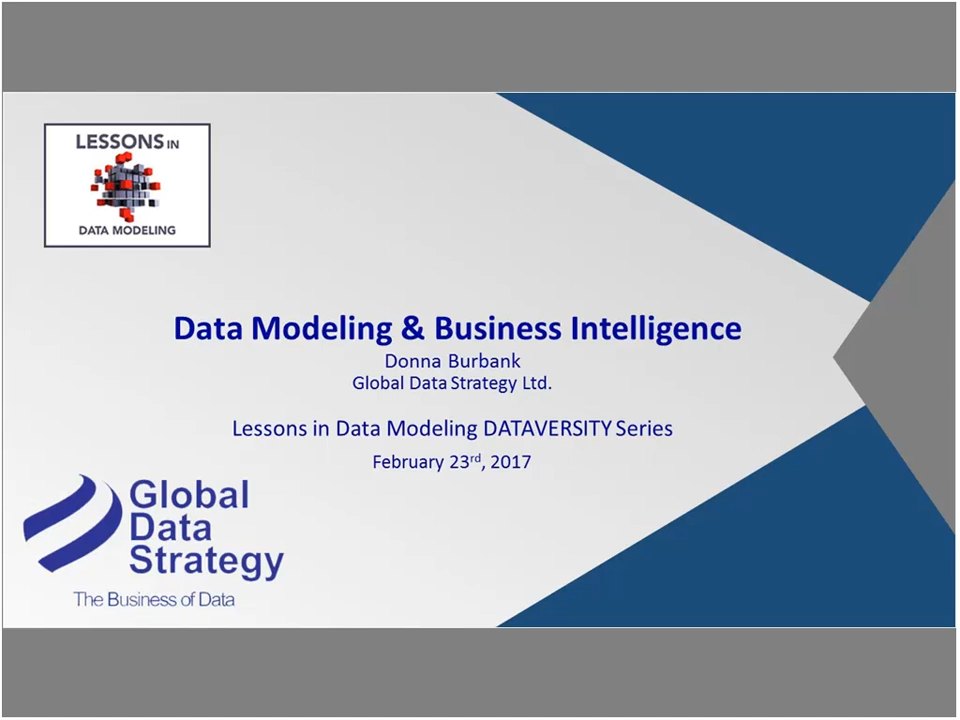 LESSONS IN
DATA MODELING
Data Modeling & Business Intelligence
Donna Burbank
Global Data Strategy Ltd.
Lessons in Data Modeling DATAVERSITY Series
February 23rd, 2017
Global
Data
Strategy
The Business of Data